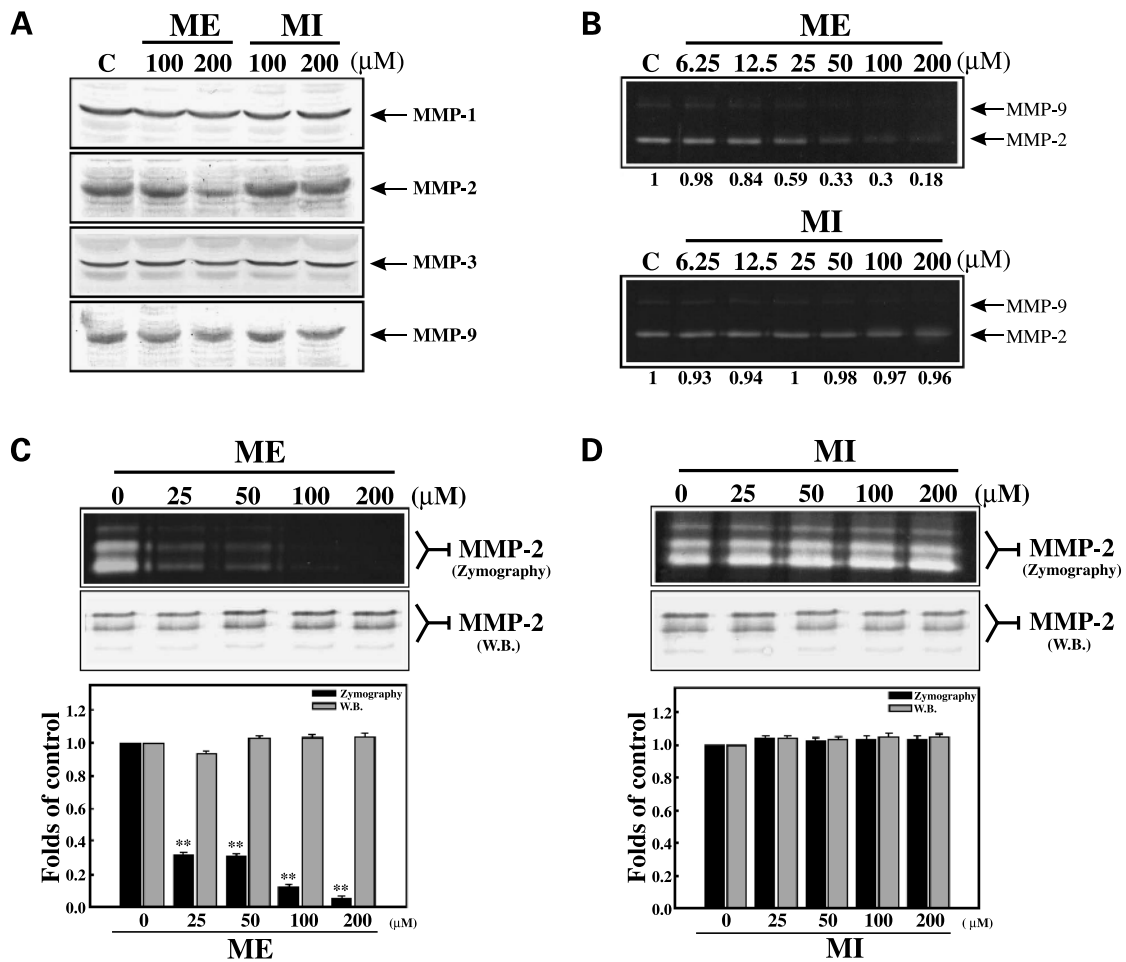 A
ME MI
C 100 200 100 200 (μM)
MMP-1
MMP-2
MMP-3
MMP-9
B
ME
C 6.25 12.5 25 50 100 200 (μM)
MMP-9
MMP-2
1 0.98 0.84 0.59 0.33 0.3 0.18
MI
C 6.25 12.5 25 50 100 200 (μM)
MMP-9
MMP-2
1 0.93 0.94 1 0.98 0.97 0.96
C
ME
0 25 50 100 200 (μM)
MMP-2
(Zymography)
MMP-2
(W.B.)
Zymography
W.B.
Folds of control
1.2
1.0
0.8
0.6
0.4
0.2
0.0
** ** ** **
0 25 50 100 200 (μM)
ME
D
MI
0 25 50 100 200 (μM)
MMP-2
(Zymography)
MMP-2
(W.B.)
Zymography
W.B.
Folds of control
1.2
1.0
0.8
0.6
0.4
0.2
0.0
0 25 50 100 200 (μM)
MI